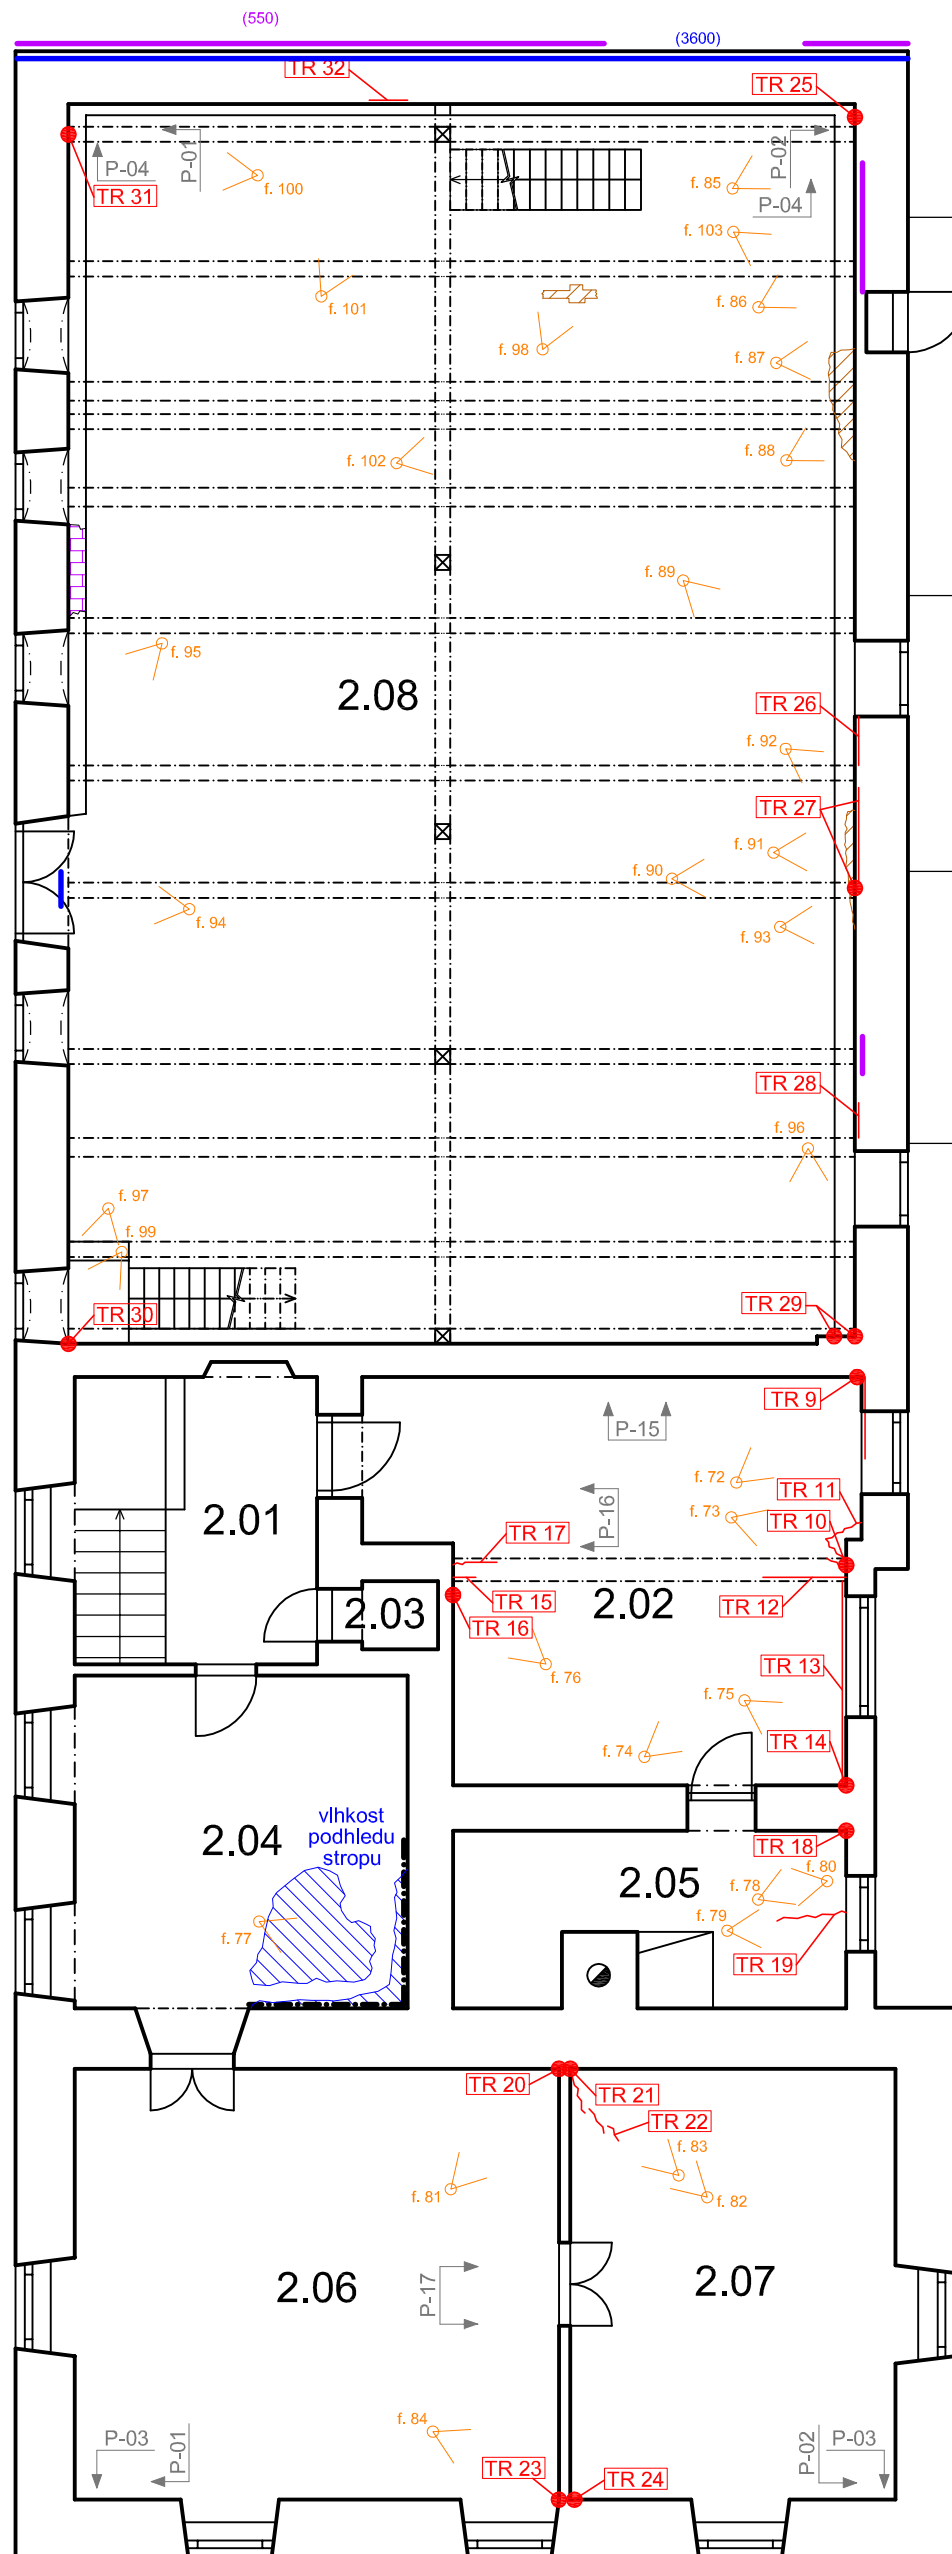 (550)
(3600)
TR 32
TR 25
P-04
P-01
P-02
TR 31
f. 100
f. 85
P-04
f. 103
f. 101
f. 86
f. 98
f. 87
f. 102
f. 88
f. 89
f. 95
2.08
TR 26
f. 92
TR 27
f. 91
f. 90
f. 94
f. 93
TR 28
f. 96
f. 97
f. 99
TR 30
TR 29
TR 9
P-15
f. 72
TR 11
P-16
f. 73
2.01
TR 10
TR 17
TR 15
2.02
TR 12
2.03
TR 16
TR 13
f. 76
f. 75
TR 14
f. 74
vlhkost
podhledu
stropu
2.04
TR 18
2.05
f. 80
f. 78
f. 79
f. 77
TR 19
TR 20
TR 21
TR 22
f. 83
f. 81
f. 82
P-17
2.06
2.07
f. 84
P-03
P-01
P-02
P-03
TR 23
TR 24